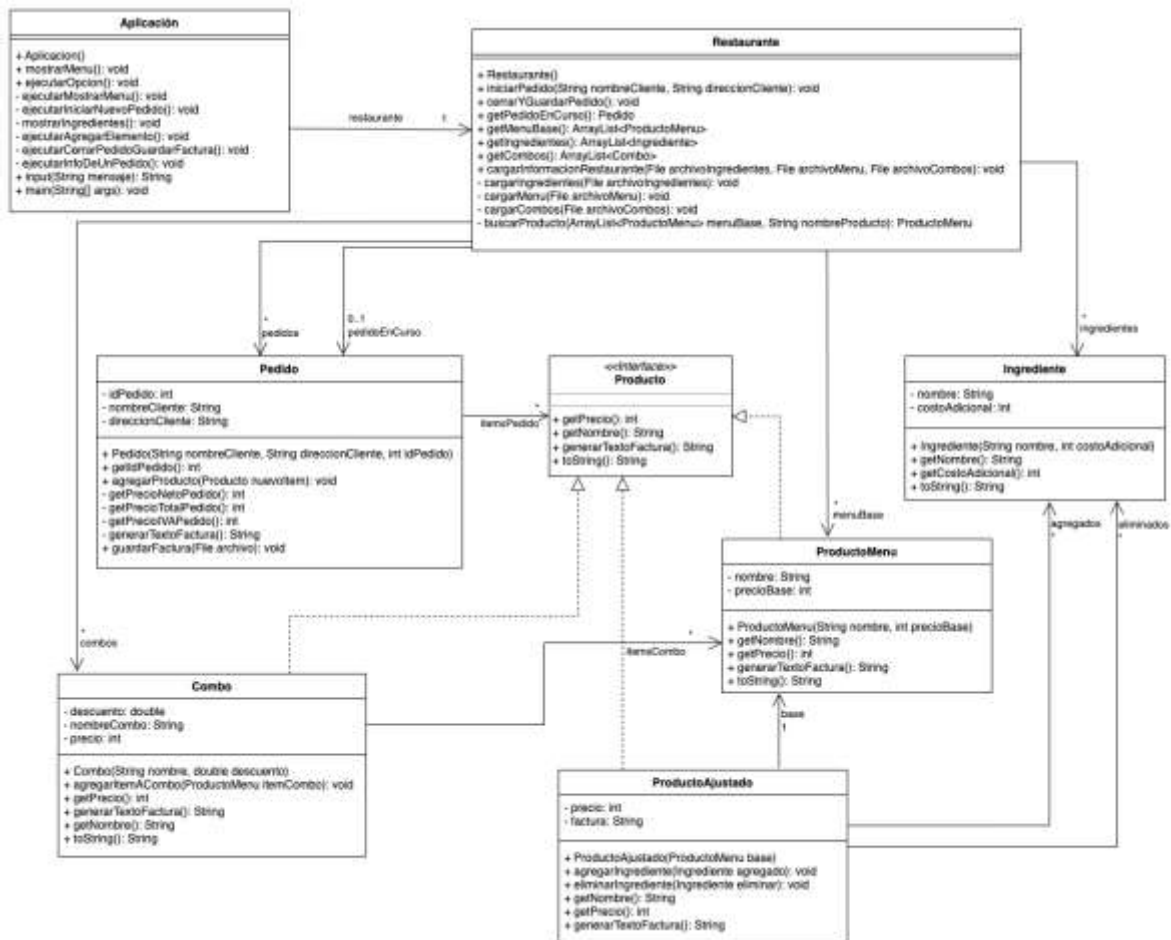 Aplicación
+ Aplicacion()
+ mostrarMenu(): void
+ ejecutarOpcion(): void
- ejecutarMostrarMenu(): void
- ejecutarIniciarNuevoPedido(): void
- mostrarIngredientes(): void
- ejecutarAgregarElemento(): void
- ejecutarCerrarPedidoGuardarFactura(): void
- ejecutarInfoDeUnPedido(): void
+ input(String mensaje): String
+ main(String[] args): void
restaurante 1
Restaurante
+ Restaurante()
+ iniciarPedido(String nombreCliente, String direccionCliente): void
+ cerrarYGuardarPedido(): void
+ getPedidoEnCurso(): Pedido
+ getMenuBase(): ArrayList<ProductoMenu>
+ getIngredientes(): ArrayList<Ingrediente>
+ getCombos(): ArrayList<Combo>
+ cargarInformacionRestaurante(File archivoIngredientes, File archivoMenu, File archivoCombos): void
- cargarIngredientes(File archivoIngredientes): void
- cargarMenu(File archivoMenu): void
- cargarCombos(File archivoCombos): void
- buscarProducto(ArrayList<ProductoMenu> menuBase, String nombreProducto): ProductoMenu
*
pedidos
0..1
pedidoEnCurso
*
ingredientes
Pedido
- idPedido: int
- nombreCliente: String
- direccionCliente: String
+ Pedido(String nombreCliente, String direccionCliente, int idPedido)
+ getIdPedido(): int
+ agregarProducto(Producto nuevoItem): void
- getPrecioNetoPedido(): int
- getPrecioTotalPedido(): int
- getPrecioIVAPedido(): int
- generarTextoFactura(): String
+ guardarFactura(File archivo): void
*
itemsPedido
<<Interface>>
Producto
+ getPrecio(): int
+ getNombre(): String
+ generarTextoFactura(): String
+ toString(): String
Ingrediente
- nombre: String
- costoAdicional: int
+ Ingrediente(String nombre, int costoAdicional)
+ getNombre(): String
+ getCostoAdicional(): int
+ toString(): String
*
menuBase
agregados
*
eliminados
*
ProductoMenu
- nombre: String
- precioBase: int
+ ProductoMenu(String nombre, int precioBase)
+ getNombre(): String
+ getPrecio(): int
+ generarTextoFactura(): String
+ toString(): String
*
combos
*
itemsCombo
Combo
- descuento: double
- nombreCombo: String
- precio: int
+ Combo(String nombre, double descuento)
+ agregarItemACombo(ProductoMenu itemCombo): void
+ getPrecio(): int
+ generarTextoFactura(): String
+ getNombre(): String
+ toString(): String
base
1
ProductoAjustado
- precio: int
- factura: String
+ ProductoAjustado(ProductoMenu base)
+ agregarIngrediente(Ingrediente agregado): void
+ eliminarIngrediente(Ingrediente eliminar): void
+ getNombre(): String
+ getPrecio(): int
+ generarTextoFactura(): String